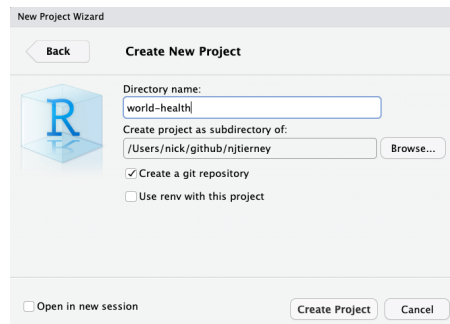 New Project Wizard
Back
Create New Project
R
Directory name:
world-health
Create project as subdirectory of:
/Users/nick/github/njtierney
Browse...
Create a git repository
Use renv with this project
Open in new session
Create Project
Cancel